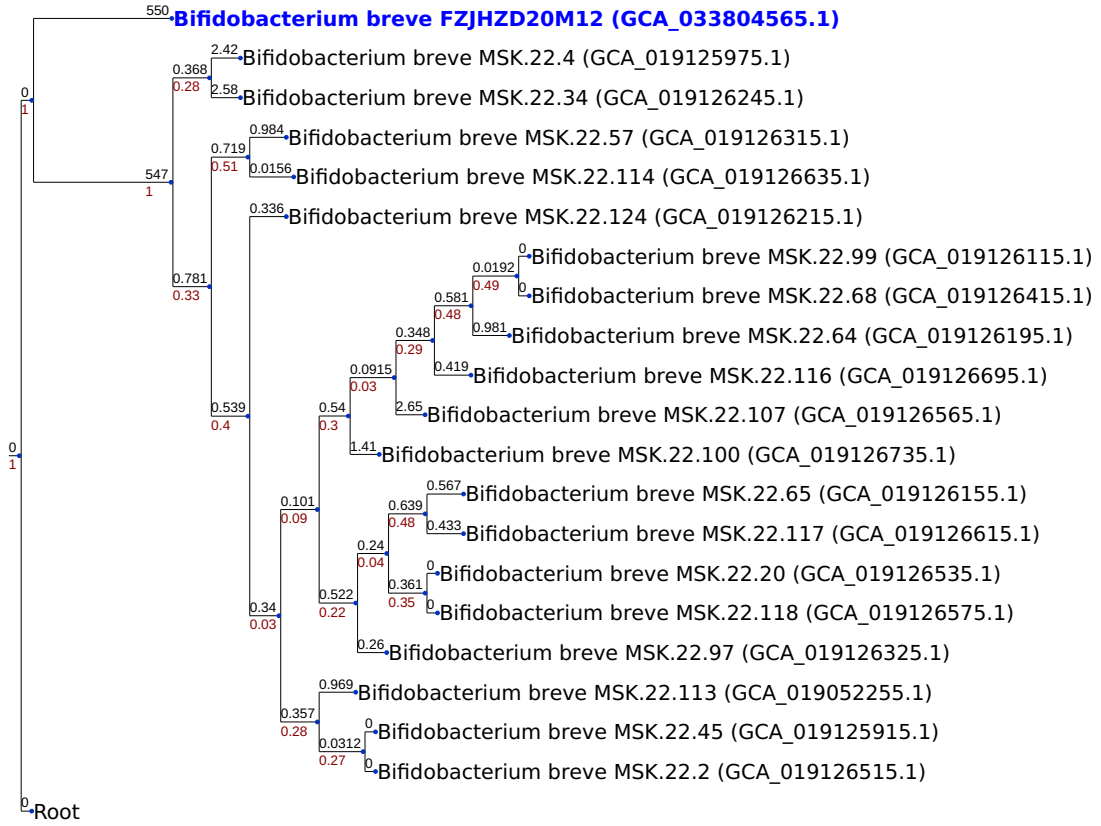 550 Bifidobacterium breve FZJHZD20M12 (GCA_033804565.1)
2.42 Bifidobacterium breve MSK.22.4 (GCA_019125975.1)
0.368
0.28
2.58 Bifidobacterium breve MSK.22.34 (GCA_019126245.1)
0
1
0.984 Bifidobacterium breve MSK.22.57 (GCA_019126315.1)
0.719
0.51
0.0156 Bifidobacterium breve MSK.22.114 (GCA_019126635.1)
547
1
0.336 Bifidobacterium breve MSK.22.124 (GCA_019126215.1)
0 Bifidobacterium breve MSK.22.99 (GCA_019126115.1)
0.0192
0.49
0.781
0.33
0 Bifidobacterium breve MSK.22.68 (GCA_019126415.1)
0.581
0.48
0.981 Bifidobacterium breve MSK.22.64 (GCA_019126195.1)
0.348
0.29
0.419 Bifidobacterium breve MSK.22.116 (GCA_019126695.1)
0.0915
0.03
0.539
0.4
0.54
0.3
2.65 Bifidobacterium breve MSK.22.107 (GCA_019126565.1)
0
1
1.41 Bifidobacterium breve MSK.22.100 (GCA_019126735.1)
0.567 Bifidobacterium breve MSK.22.65 (GCA_019126155.1)
0.101
0.09
0.639
0.48
0.433 Bifidobacterium breve MSK.22.117 (GCA_019126615.1)
0.24
0.04
0 Bifidobacterium breve MSK.22.20 (GCA_019126535.1)
0.361
0.35
0.522
0.22
0 Bifidobacterium breve MSK.22.118 (GCA_019126575.1)
0.34
0.03
0.26 Bifidobacterium breve MSK.22.97 (GCA_019126325.1)
0.969 Bifidobacterium breve MSK.22.113 (GCA_019052255.1)
0.357
0.28
0 Bifidobacterium breve MSK.22.45 (GCA_019125915.1)
0.0312
0.27
0 Bifidobacterium breve MSK.22.2 (GCA_019126515.1)
0 Root